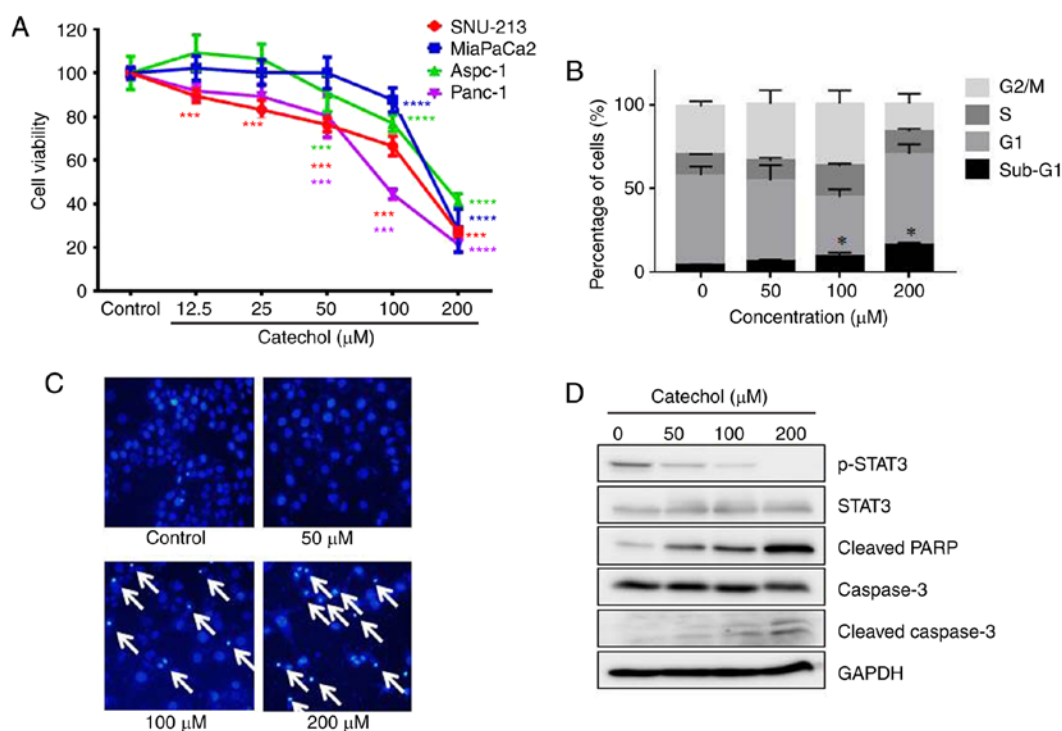 A
Cell viability
120
100
80
60
40
20
0
SNU-213
MiaPaCa2
Aspc-1
Panc-1
***
***
***
***
***
***
***
****
****
****
****
***
****
Control
12.5
25
50
100
200
Catechol (μM)
B
Percentage of cells (%)
100
50
0
G2/M
S
G1
Sub-G1
*
*
0
50
100
200
Concentration (μM)
C
Control
50 μM
100 μM
200 μM
D
Catechol (μM)
0 50 100 200
p-STAT3
STAT3
Cleaved PARP
Caspase-3
Cleaved caspase-3
GAPDH